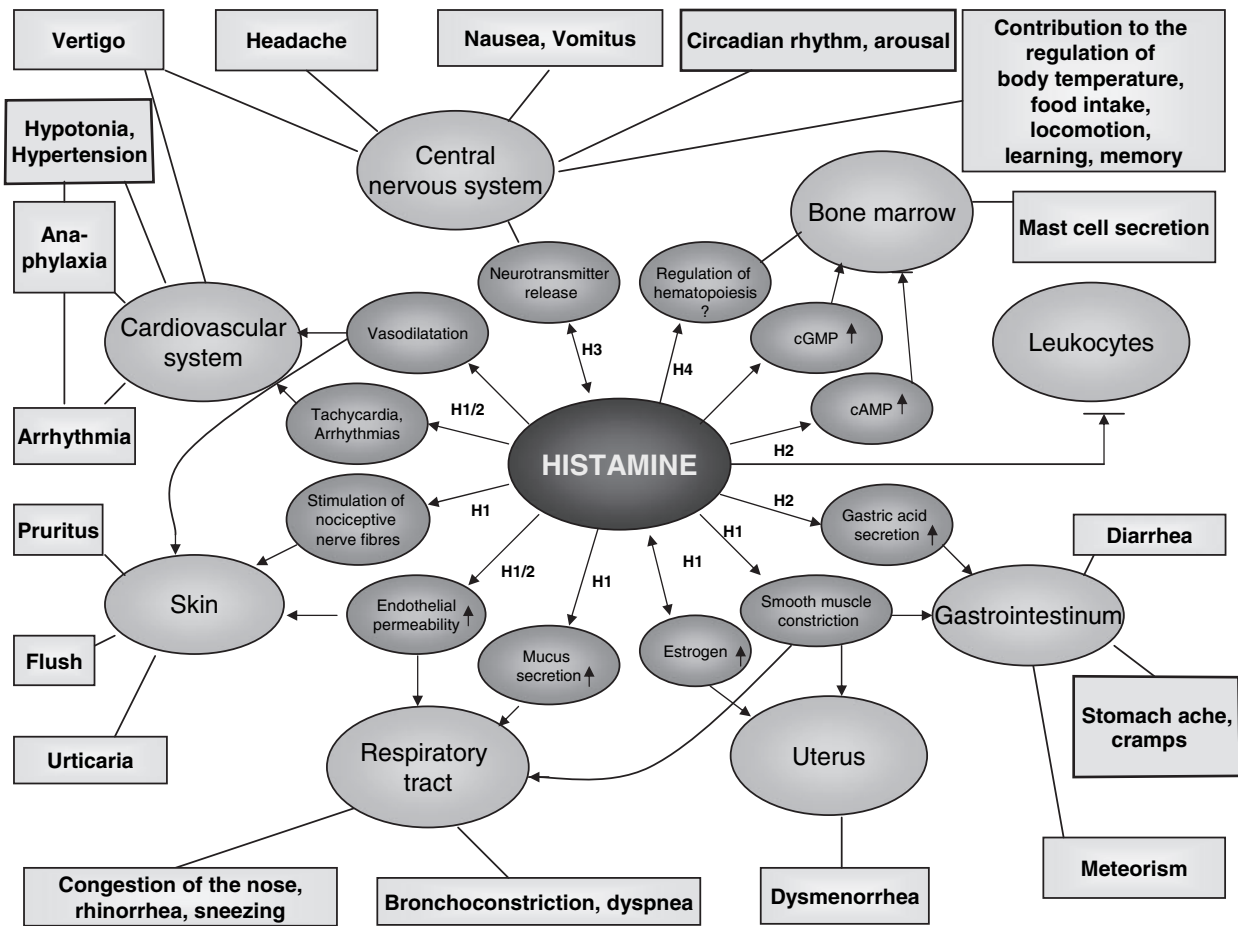 Vertigo
Headache
Nausea, Vomitus
Circadian rhythm, arousal
Contribution to the
regulation of
body temperature,
food intake,
locomotion,
learning, memory
Hypotonia,
Hypertension
Central
nervous system
Bone marrow
Mast cell secretion
Ana-
phylaxia
Neurotransmitter
release
Regulation of
hematopoiesis
?
Cardiovascular
system
Vasodilatation
cGMP
Leukocytes
H3
H4
Tachycardia,
Arrhythmias
H1/2
cAMP
Arrhythmia
HISTAMINE
H2
Stimulation of
nociceptive
nerve fibres
H1
H2
Gastric acid
secretion
Pruritus
H1
Diarrhea
H1/2
H1
H1
Skin
Endothelial
permeability
Smooth muscle
constriction
Gastrointestinum
Flush
Mucus
secretion
Estrogen
Stomach ache,
cramps
Urticaria
Respiratory
tract
Uterus
Meteorism
Congestion of the nose,
rhinorrhea, sneezing
Bronchoconstriction, dyspnea
Dysmenorrhea